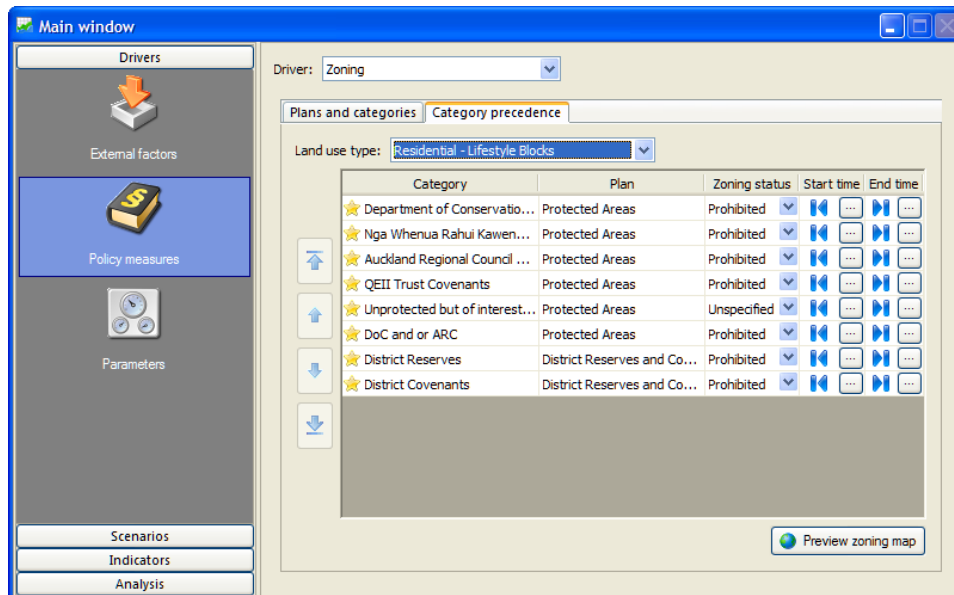 Main window
Drivers
External factors
Policy measures
Parameters
Scenarios
Indicators
Analysis
Driver: Zoning
Plans and categories Category precedence
Land use type: Residential - Lifestyle Blocks
Category Plan Zoning status Start time End time
Department of Conservatio... Protected Areas Prohibited ... ...
Nga Whenua Rahui Kawen... Protected Areas Prohibited ... ...
Auckland Regional Council ... Protected Areas Prohibited ... ...
QEII Trust Covenants Protected Areas Prohibited ... ...
Unprotected but of interest... Protected Areas Unspecified ... ...
DoC and or ARC Protected Areas Prohibited ... ...
District Reserves District Reserves and Co... Prohibited ... ...
District Covenants District Reserves and Co... Prohibited ... ...
Preview zoning map